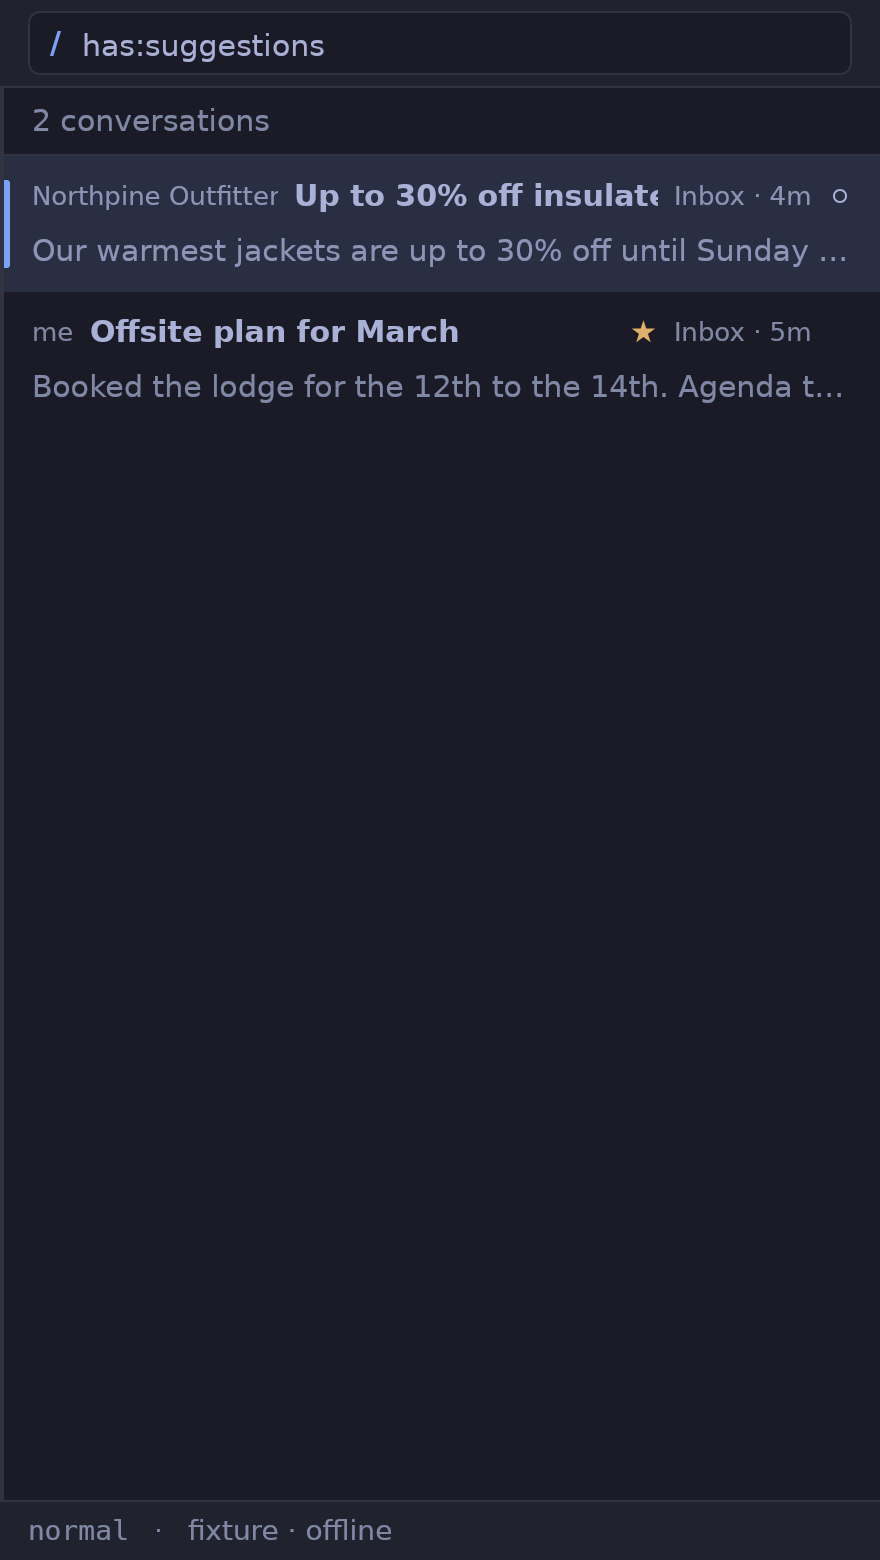 / has:suggestions
2 conversations
Northpine Outfitter Up to 30% off insulate Inbox · 4m
Our warmest jackets are up to 30% off until Sunday ...
me Offsite plan for March ★ Inbox · 5m
Booked the lodge for the 12th to the 14th. Agenda t...
normal · fixture · offline